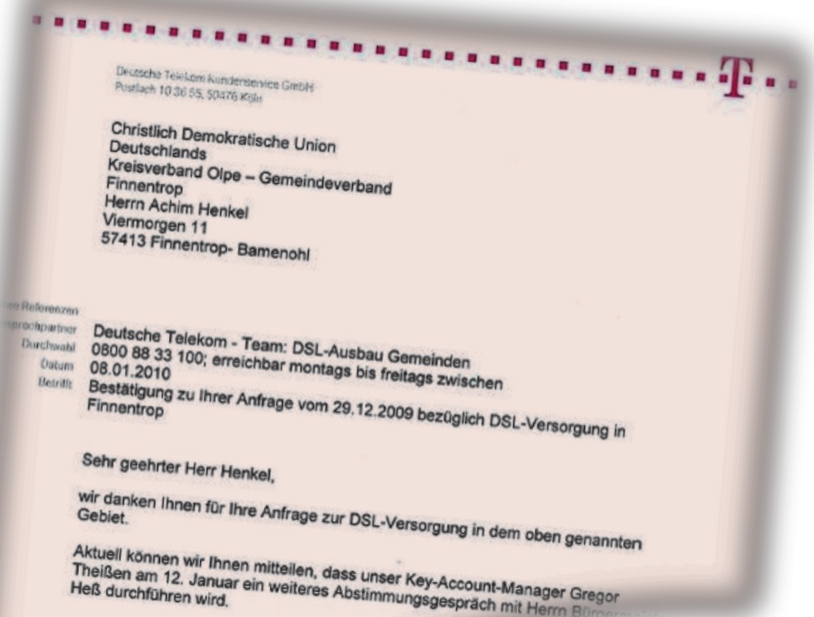 T
Deutsche Telekom Kundenservice GmbH
Postfach 10 36 55, 50476 Köln
Christlich Demokratische Union
Deutschlands
Kreisverband Olpe – Gemeindeverband
Finnentrop
Herrn Achim Henkel
Viermorgen 11
57413 Finnentrop- Bamenohl
Referenzen
Durchwahl
Datum
Betrifft
Deutsche Telekom - Team: DSL-Ausbau Gemeinden
0800 88 33 100; erreichbar montags bis freitags zwischen
08.01.2010
Bestätigung zu Ihrer Anfrage vom 29.12.2009 bezüglich DSL-Versorgung in
Finnentrop
Sehr geehrter Herr Henkel,
wir danken Ihnen für Ihre Anfrage zur DSL-Versorgung in dem oben genannten
Gebiet.
Aktuell können wir Ihnen mitteilen, dass unser Key-Account-Manager Gregor
Theißen am 12. Januar ein weiteres Abstimmungsgespräch mit Herrn
Heß durchführen wird.